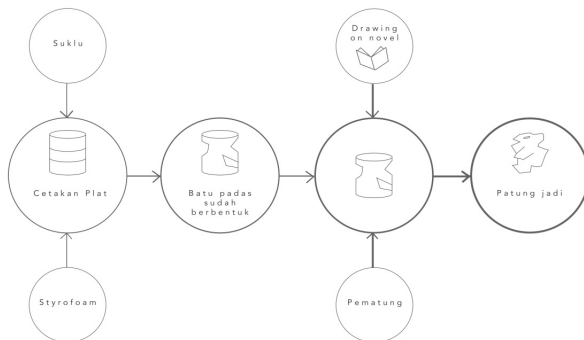 Suklu
Drawing
on novel
Cetakan Plat
Batu padas
sudah
berbentuk
Patung jadi
Styrofoam
Pematung